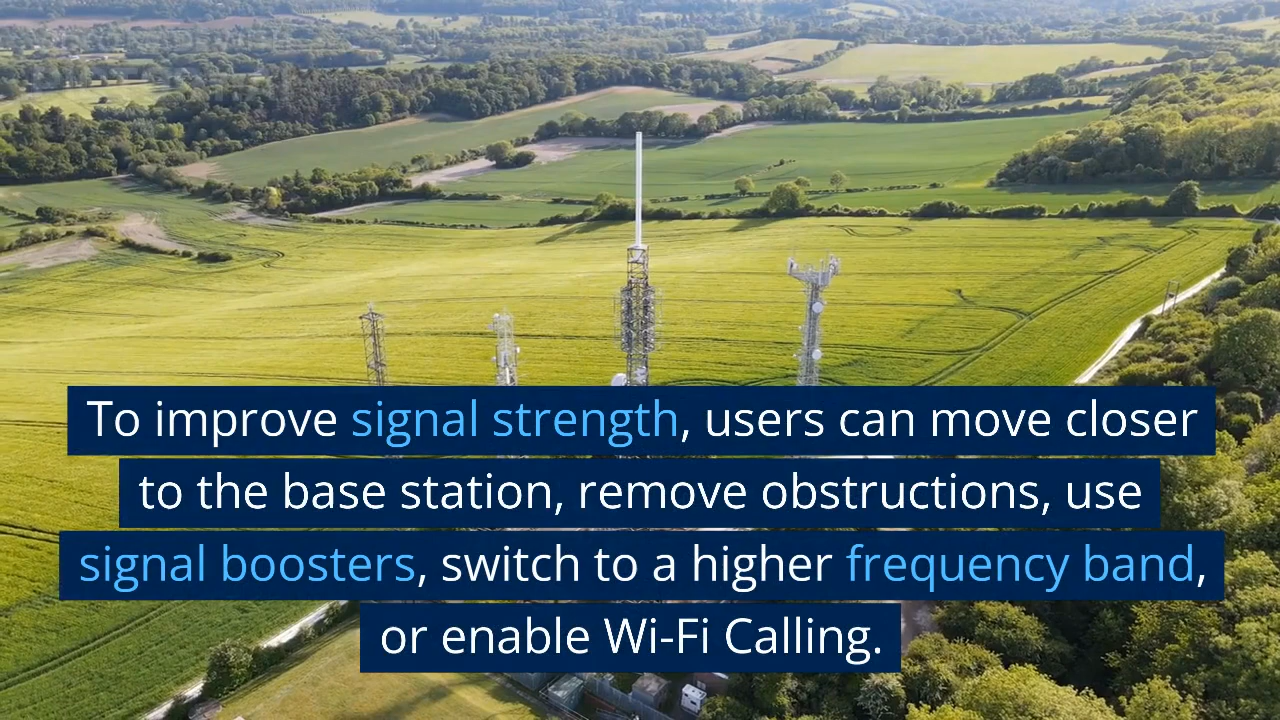 To improve signal strength, users can move closer
to the base station, remove obstructions, use
signal boosters, switch to a higher frequency band,
or enable Wi-Fi Calling.